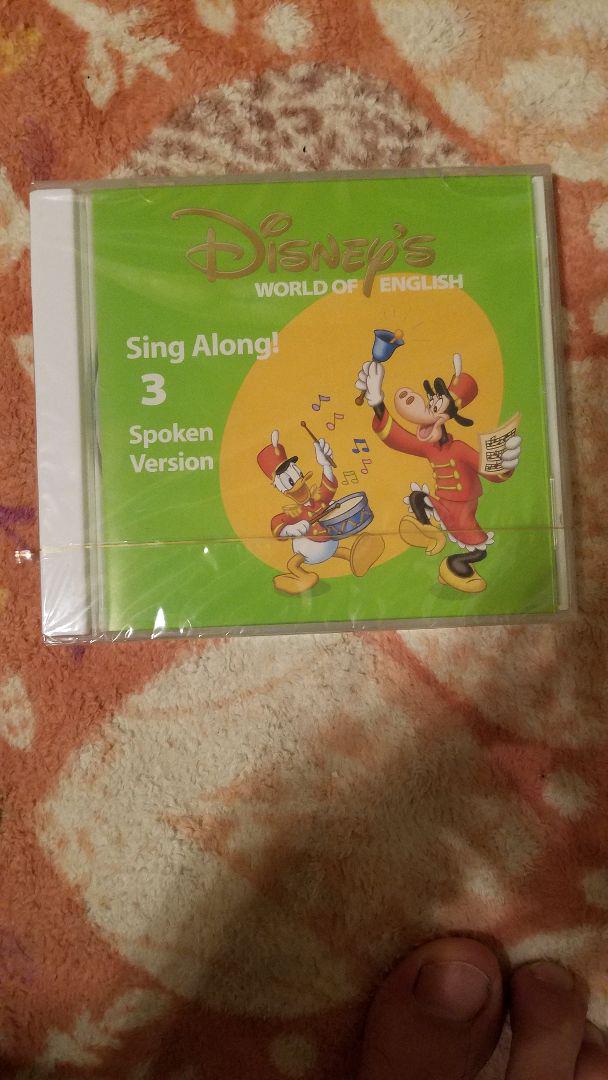 Disney's
WORLD OF ENGLISH
Sing Along!
3
Spoken
Version